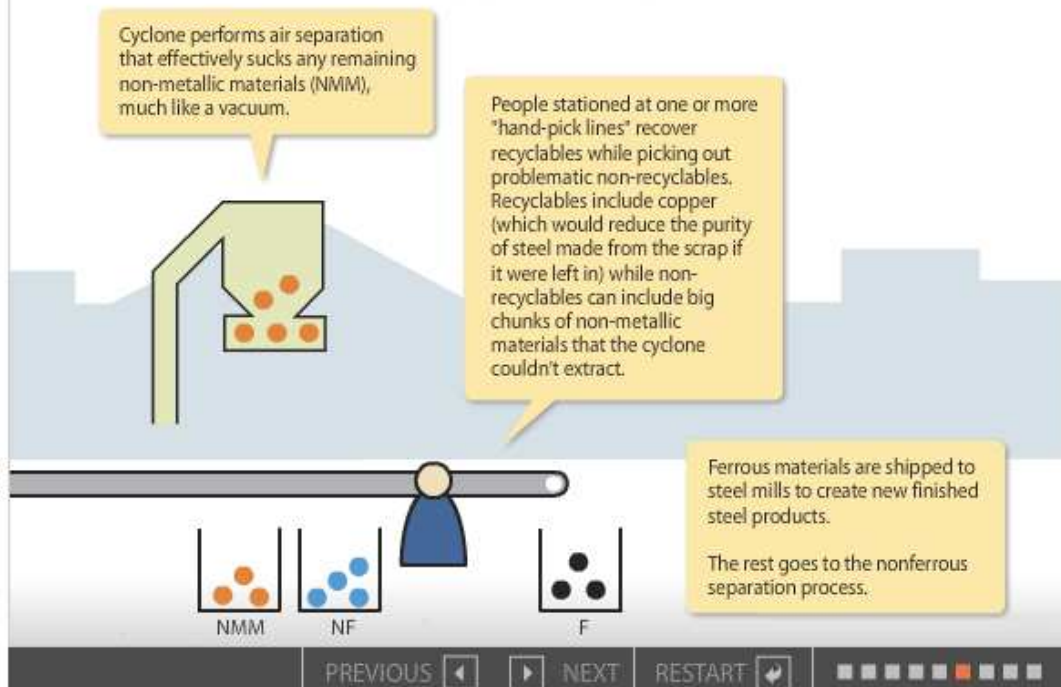 Cyclone performs air separation
that effectively sucks any remaining
non-metallic materials (NMM),
much like a vacuum.
People stationed at one or more
"hand-pick lines" recover
recyclables while picking out
problematic non-recyclables.
Recyclables include copper
(which would reduce the purity
of steel made from the scrap if
it were left in) while non-
recyclables can include big
chunks of non-metallic
materials that the cyclone
couldn't extract.
Ferrous materials are shipped to
steel mills to create new finished
steel products.
The rest goes to the nonferrous
separation process.
NMM
NF
F
PREVIOUS
NEXT
RESTART